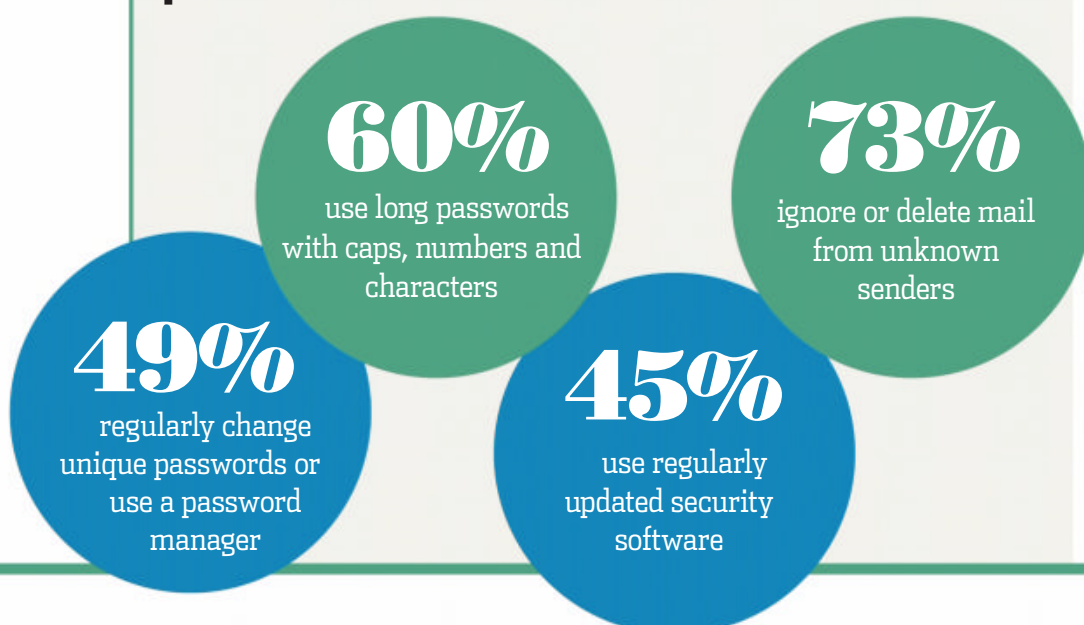 60%
use long passwords
with caps, numbers and
characters
73%
ignore or delete mail
from unknown
senders
49%
regularly change
unique passwords or
use a password
manager
45%
use regularly
updated security
software